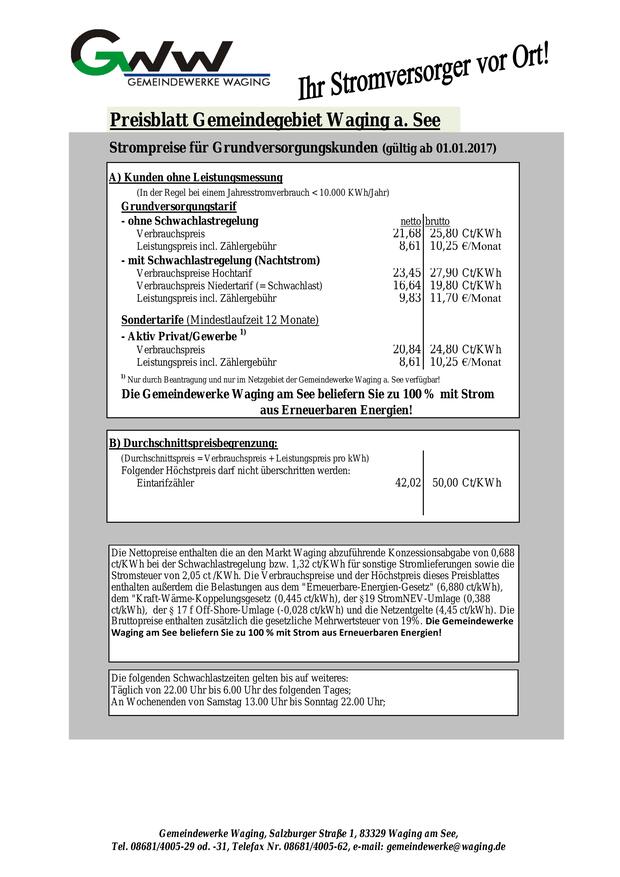 GWW
GEMEINDEWERKE WAGING
Ihr Stromversorger vor Ort!
Preisblatt Gemeindegebiet Waging a. See
Strompreise für Grundversorgungskunden (gültig ab 01.01.2017)
A) Kunden ohne Leistungsmessung
(In der Regel bei einem Jahresstromverbrauch < 10.000 KWh/Jahr)
Grundversorgungstarif
- ohne Schwachlastregelung netto brutto
Verbrauchspreis 21,68 25,80 Ct/KWh
Leistungspreis incl. Zählergebühr 8,61 10,25 €/Monat
- mit Schwachlastregelung (Nachtstrom)
Verbrauchspreise Hochtarif 23,45 27,90 Ct/KWh
Verbrauchspreis Niedertarif (= Schwachlast) 16,64 19,80 Ct/KWh
Leistungspreis incl. Zählergebühr 9,83 11,70 €/Monat
Sondertarife (Mindestlaufzeit 12 Monate)
- Aktiv Privat/Gewerbe 1)
Verbrauchspreis 20,84 24,80 Ct/KWh
Leistungspreis incl. Zählergebühr 8,61 10,25 €/Monat
1) Nur durch Beantragung und nur im Netzgebiet der Gemeindewerke Waging a. See verfügbar!
Die Gemeindewerke Waging am See beliefern Sie zu 100 % mit Strom
aus Erneuerbaren Energien!
B) Durchschnittspreisbegrenzung:
(Durchschnittspreis = Verbrauchspreis + Leistungspreis pro kWh)
Folgender Höchstpreis darf nicht überschritten werden:
Eintarifzähler 42,02 50,00 Ct/KWh
Die Nettopreise enthalten die an den Markt Waging abzuführende Konzessionsabgabe von 0,688
ct/KWh bei der Schwachlastregelung bzw. 1,32 ct/KWh für sonstige Stromlieferungen sowie die
Stromsteuer von 2,05 ct /KWh. Die Verbrauchspreise und der Höchstpreis dieses Preisblattes
enthalten außerdem die Belastungen aus dem "Erneuerbare-Energien-Gesetz" (6,880 ct/kWh),
dem "Kraft-Wärme-Koppelungsgesetz (0,445 ct/kWh), der §19 StromNEV-Umlage (0,388
ct/kWh), der § 17 f Off-Shore-Umlage (-0,028 ct/kWh) und die Netzentgelte (4,45 ct/kWh). Die
Bruttopreise enthalten zusätzlich die gesetzliche Mehrwertsteuer von 19%. Die Gemeindewerke
Waging am See beliefern Sie zu 100 % mit Strom aus Erneuerbaren Energien!
Die folgenden Schwachlastzeiten gelten bis auf weiteres:
Täglich von 22.00 Uhr bis 6.00 Uhr des folgenden Tages;
An Wochenenden von Samstag 13.00 Uhr bis Sonntag 22.00 Uhr;
Gemeindewerke Waging, Salzburger Straße 1, 83329 Waging am See,
Tel. 08681/4005-29 od. -31, Telefax Nr. 08681/4005-62, e-mail: gemeindewerke@waging.de